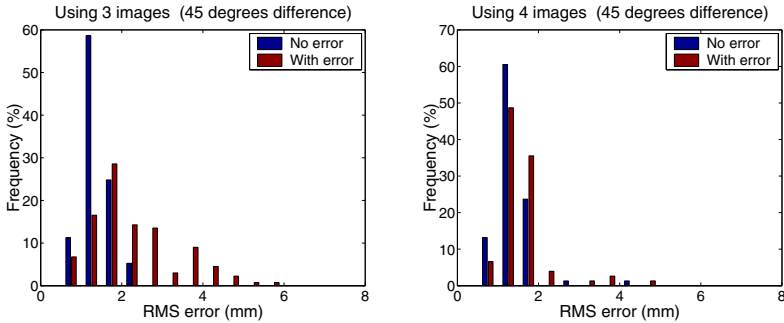 Using 3 images (45 degrees difference)
60
50
40
30
20
10
0
Frequency (%)
No error
With error
0 2 4 6 8
RMS error (mm)
Using 4 images (45 degrees difference)
70
60
50
40
30
20
10
0
Frequency (%)
No error
With error
0 2 4 6 8
RMS error (mm)